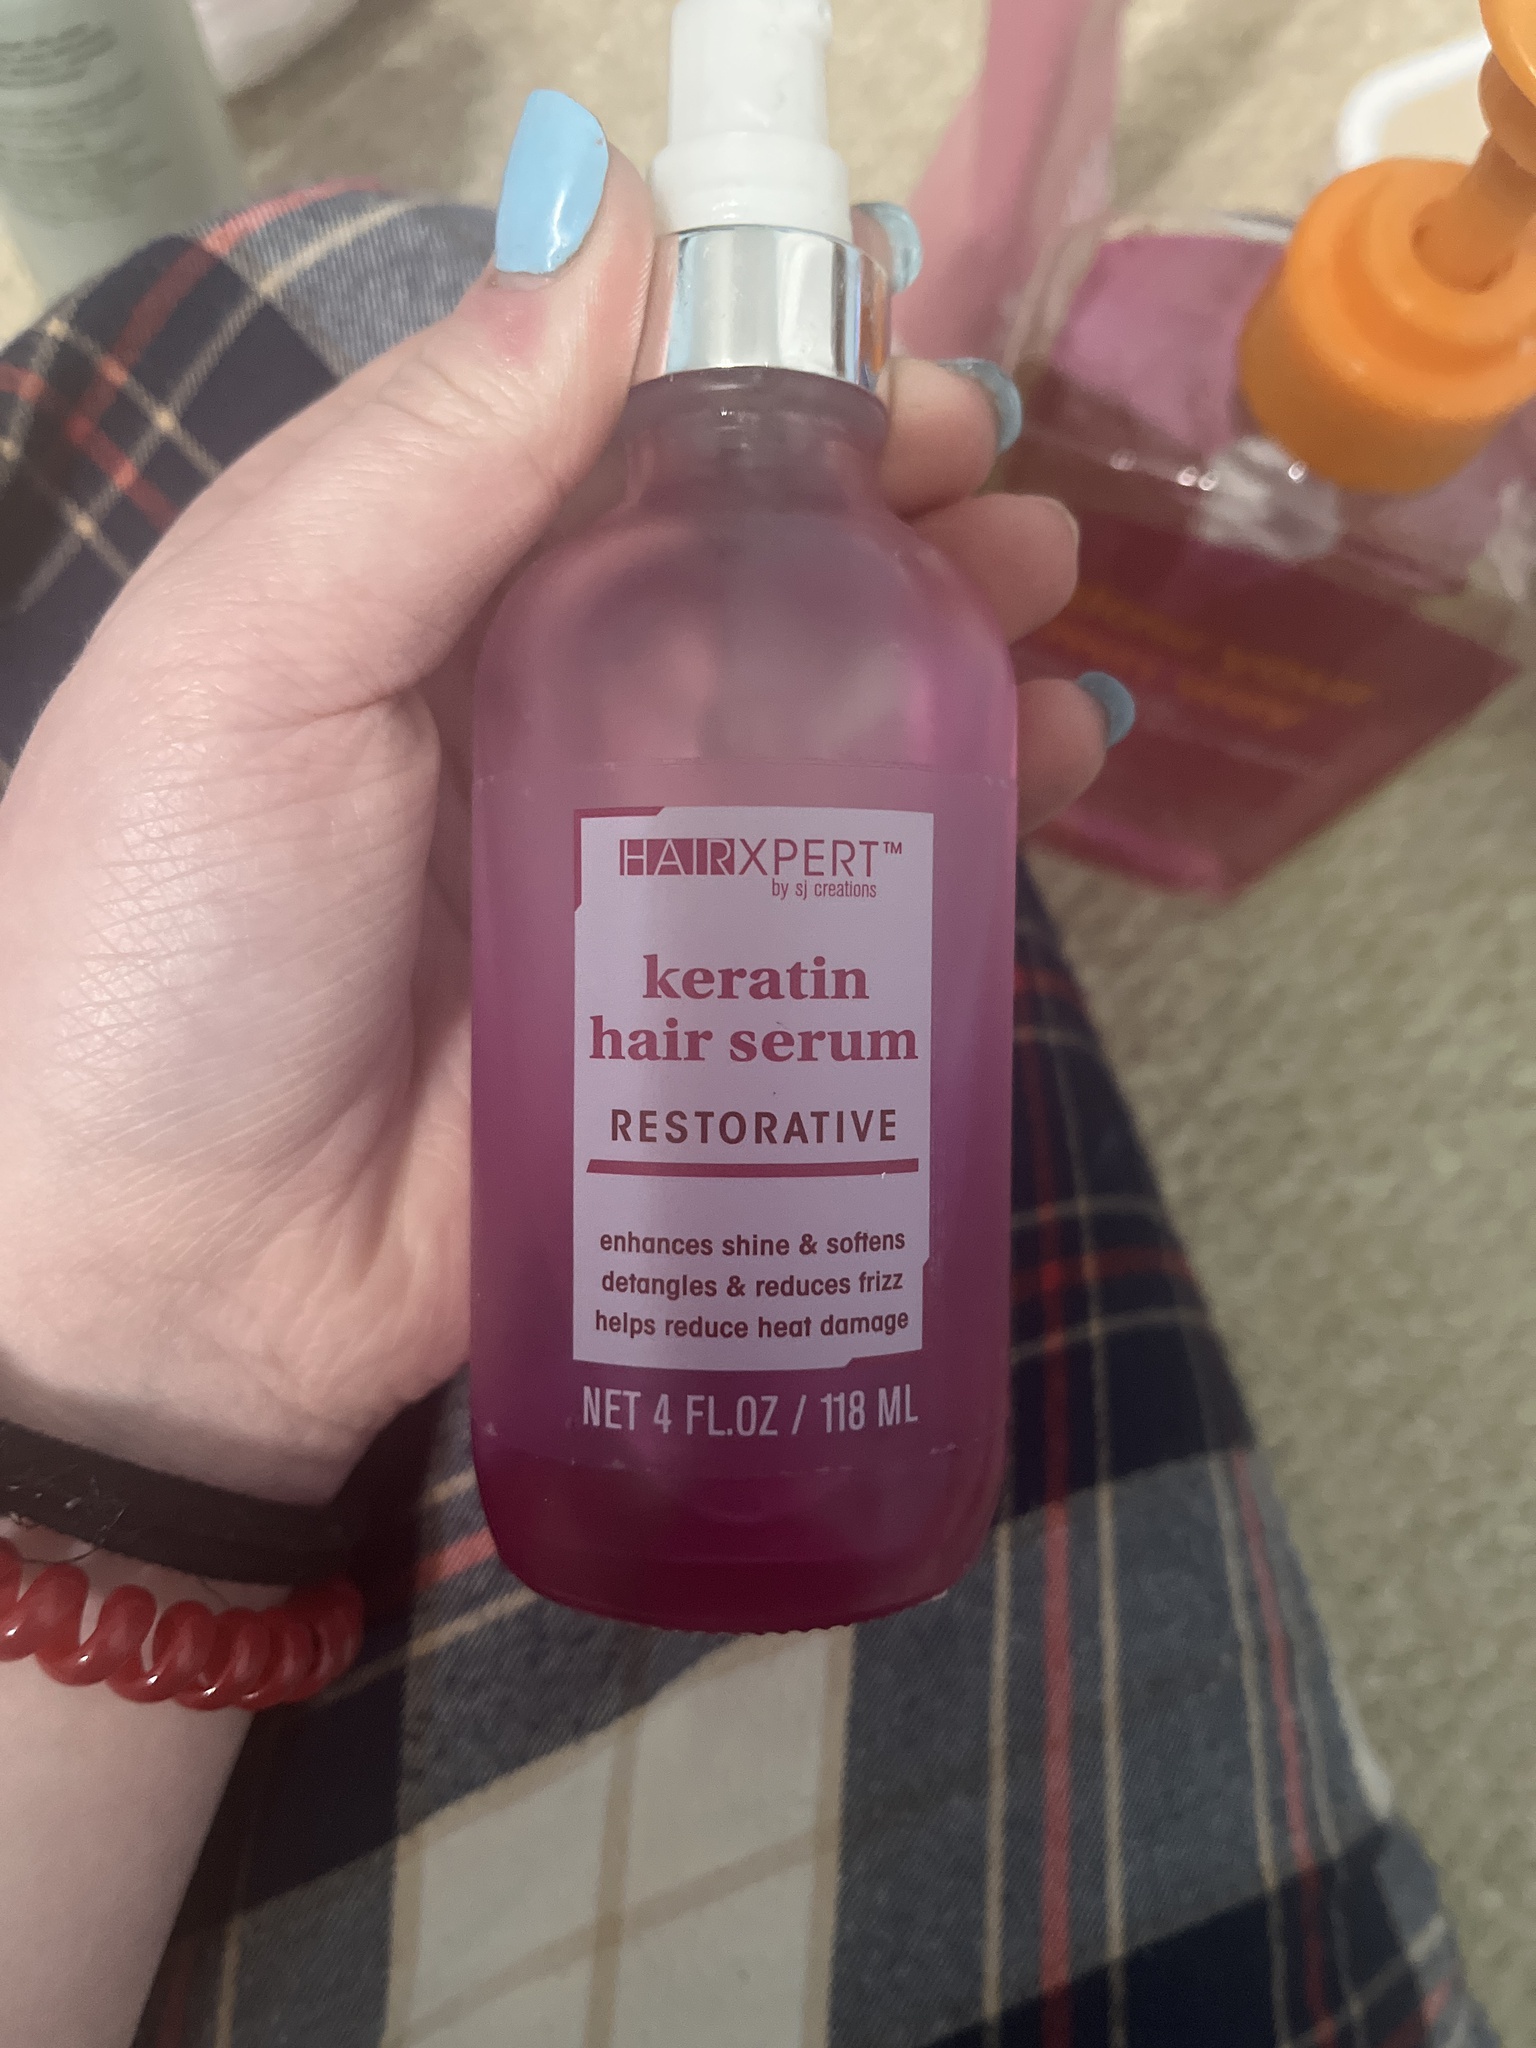 HAIRXPERT™
by sj creations
keratin
hair serum
RESTORATIVE
enhances shine & softens
detangles & reduces frizz
helps reduce heat damage
NET 4 FL.OZ / 118 ML
YOUR